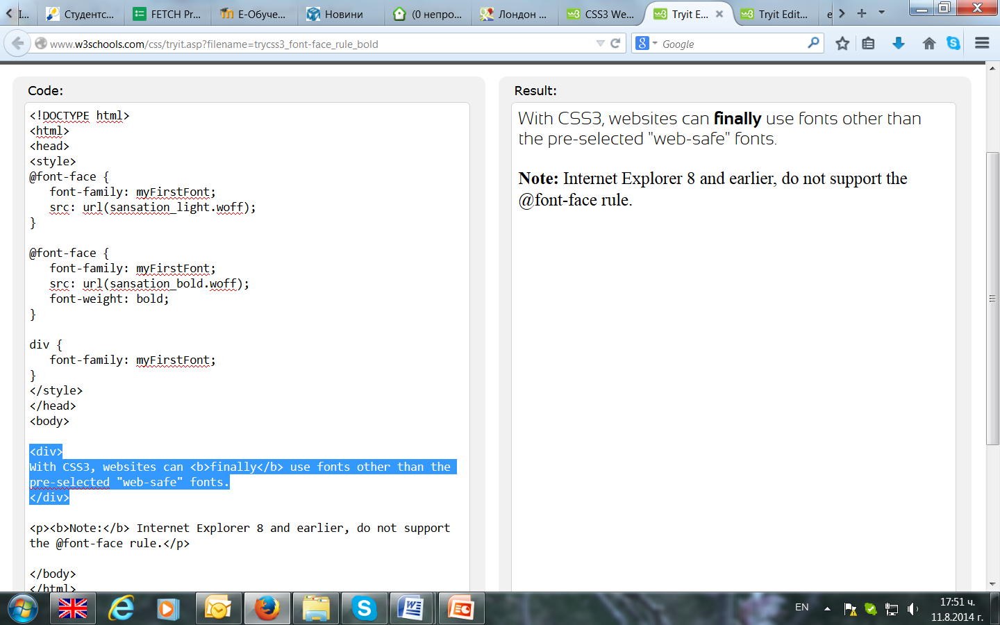 І...
Студентс...
FETCH Pr...
Е-Обуче...
Новини
(0 непро...
Лондон ...
CSS3 We...
Tryit E...
Tryit Edit...
e
www.w3schools.com/css/tryit.asp?filename=trycss3_font-face_rule_bold
Google
Code:
<!DOCTYPE html>
<html>
<head>
<style>
@font-face {
font-family: myFirstFont;
src: url(sansation_light.woff);
}
@font-face {
font-family: myFirstFont;
src: url(sansation_bold.woff);
font-weight: bold;
}
div {
font-family: myFirstFont;
}
</style>
</head>
<body>
<div>
With CSS3, websites can <b>finally</b> use fonts other than the
pre-selected "web-safe" fonts.
</div>
<p><b>Note:</b> Internet Explorer 8 and earlier, do not support
the @font-face rule.</p>
</body>
</html>
Result:
With CSS3, websites can finally use fonts other than
the pre-selected "web-safe" fonts.
Note: Internet Explorer 8 and earlier, do not support the
@font-face rule.
EN
17:51 ч.
11.8.2014 г.